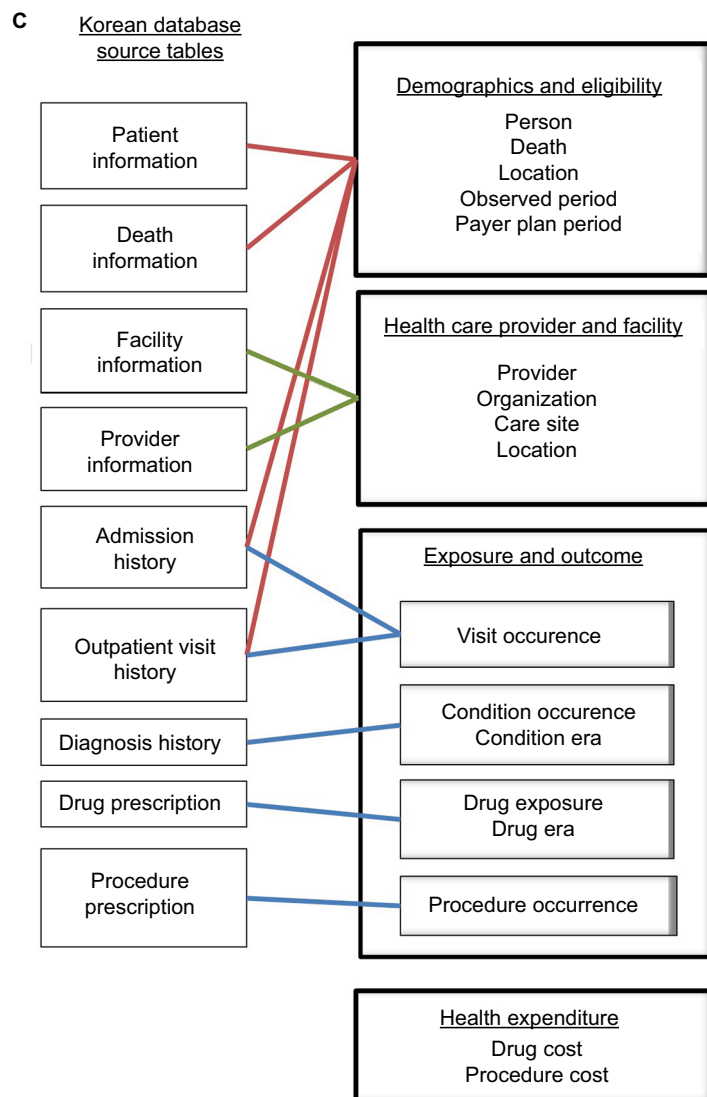 C
Korean database
source tables
Patient
information
Death
information
Facility
information
Provider
information
Admission
history
Outpatient visit
history
Diagnosis history
Drug prescription
Procedure
prescription
Demographics and eligibility
Person
Death
Location
Observed period
Payer plan period
Health care provider and facility
Provider
Organization
Care site
Location
Exposure and outcome
Visit occurence
Condition occurence
Condition era
Drug exposure
Drug era
Procedure occurrence
Health expenditure
Drug cost
Procedure cost